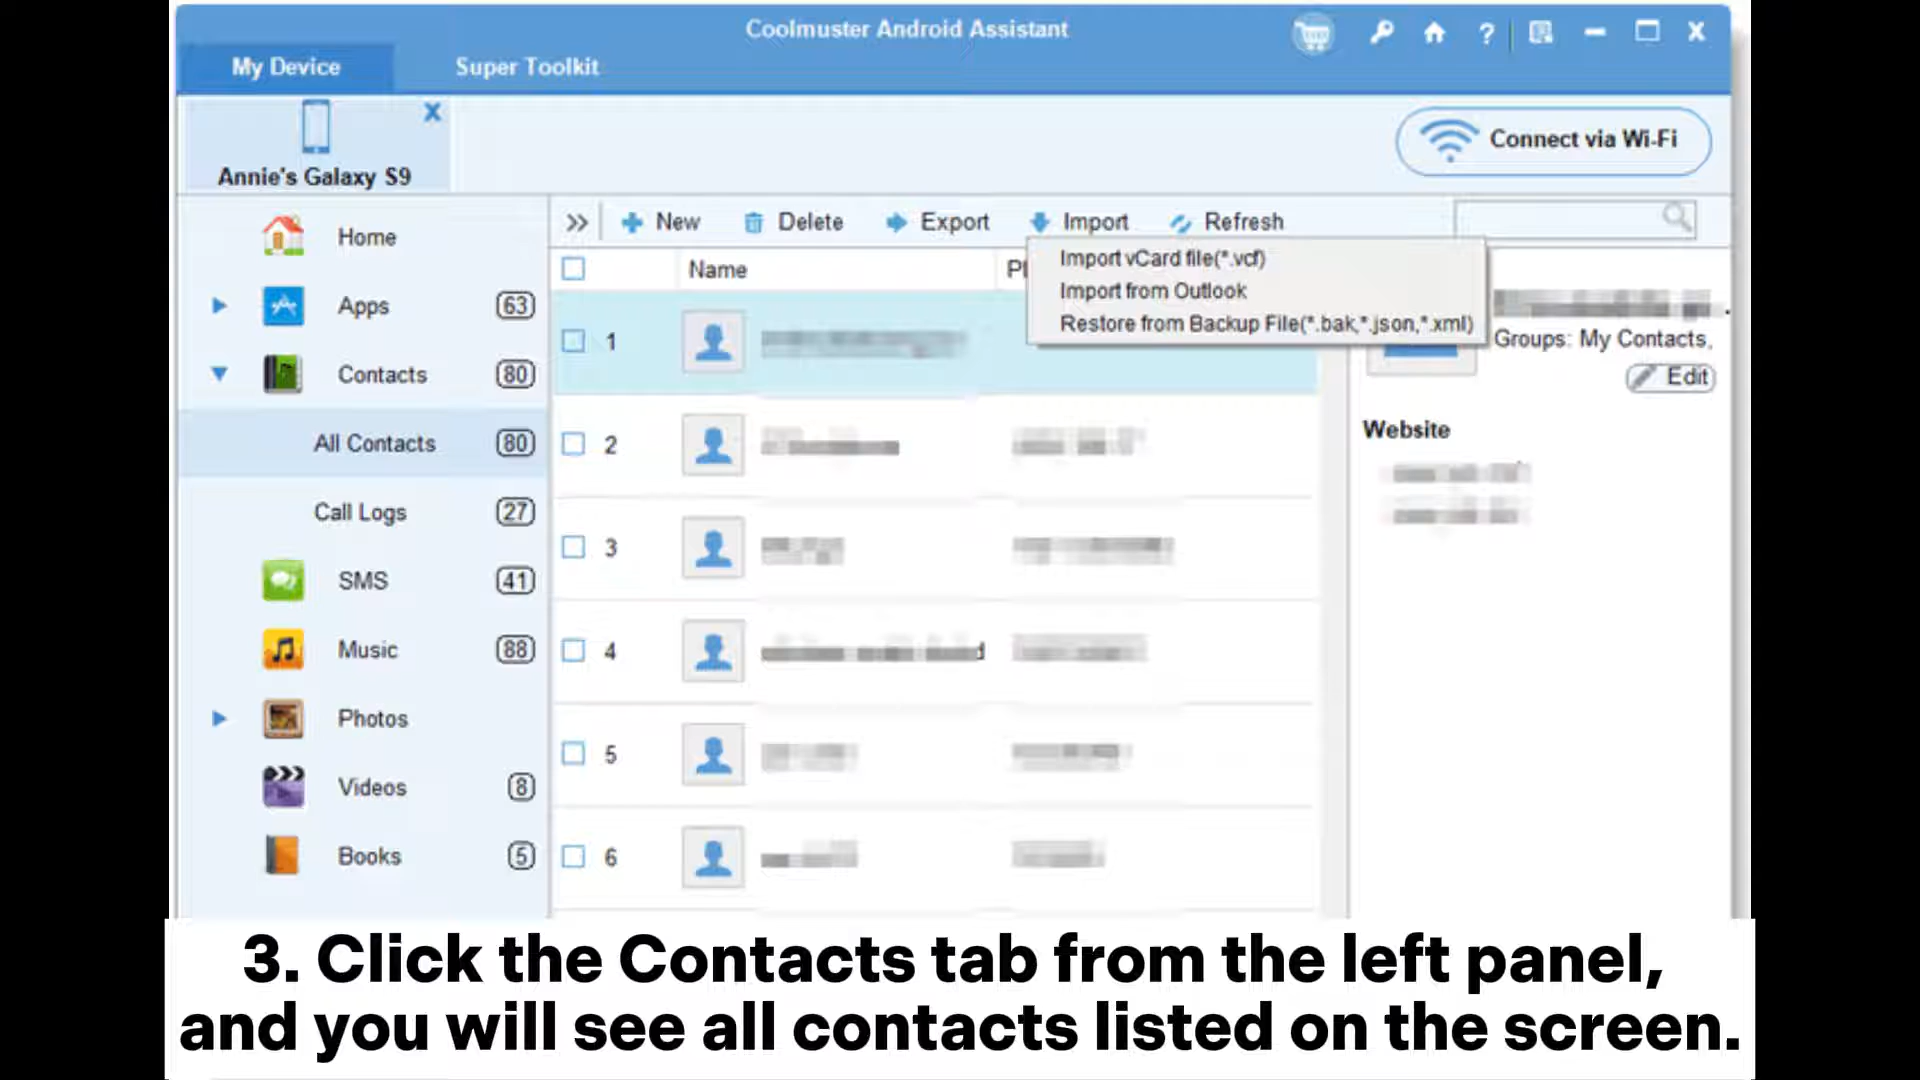 Coolmuster Android Assistant
My Device
Super Toolkit
Annie's Galaxy S9
Connect via Wi-Fi
Home
Apps 63
Contacts 80
All Contacts 80
Call Logs 27
SMS 41
Music 88
Photos
Videos 8
Books 5
New Delete Export Import Refresh
Name
Import vCard file(*.vcf)
Import from Outlook
Restore from Backup File(*.bak,*.json,*.xml)
1
2
3
4
5
6
Groups: My Contacts,
Edit
Website
3. Click the Contacts tab from the left panel,
and you will see all contacts listed on the screen.